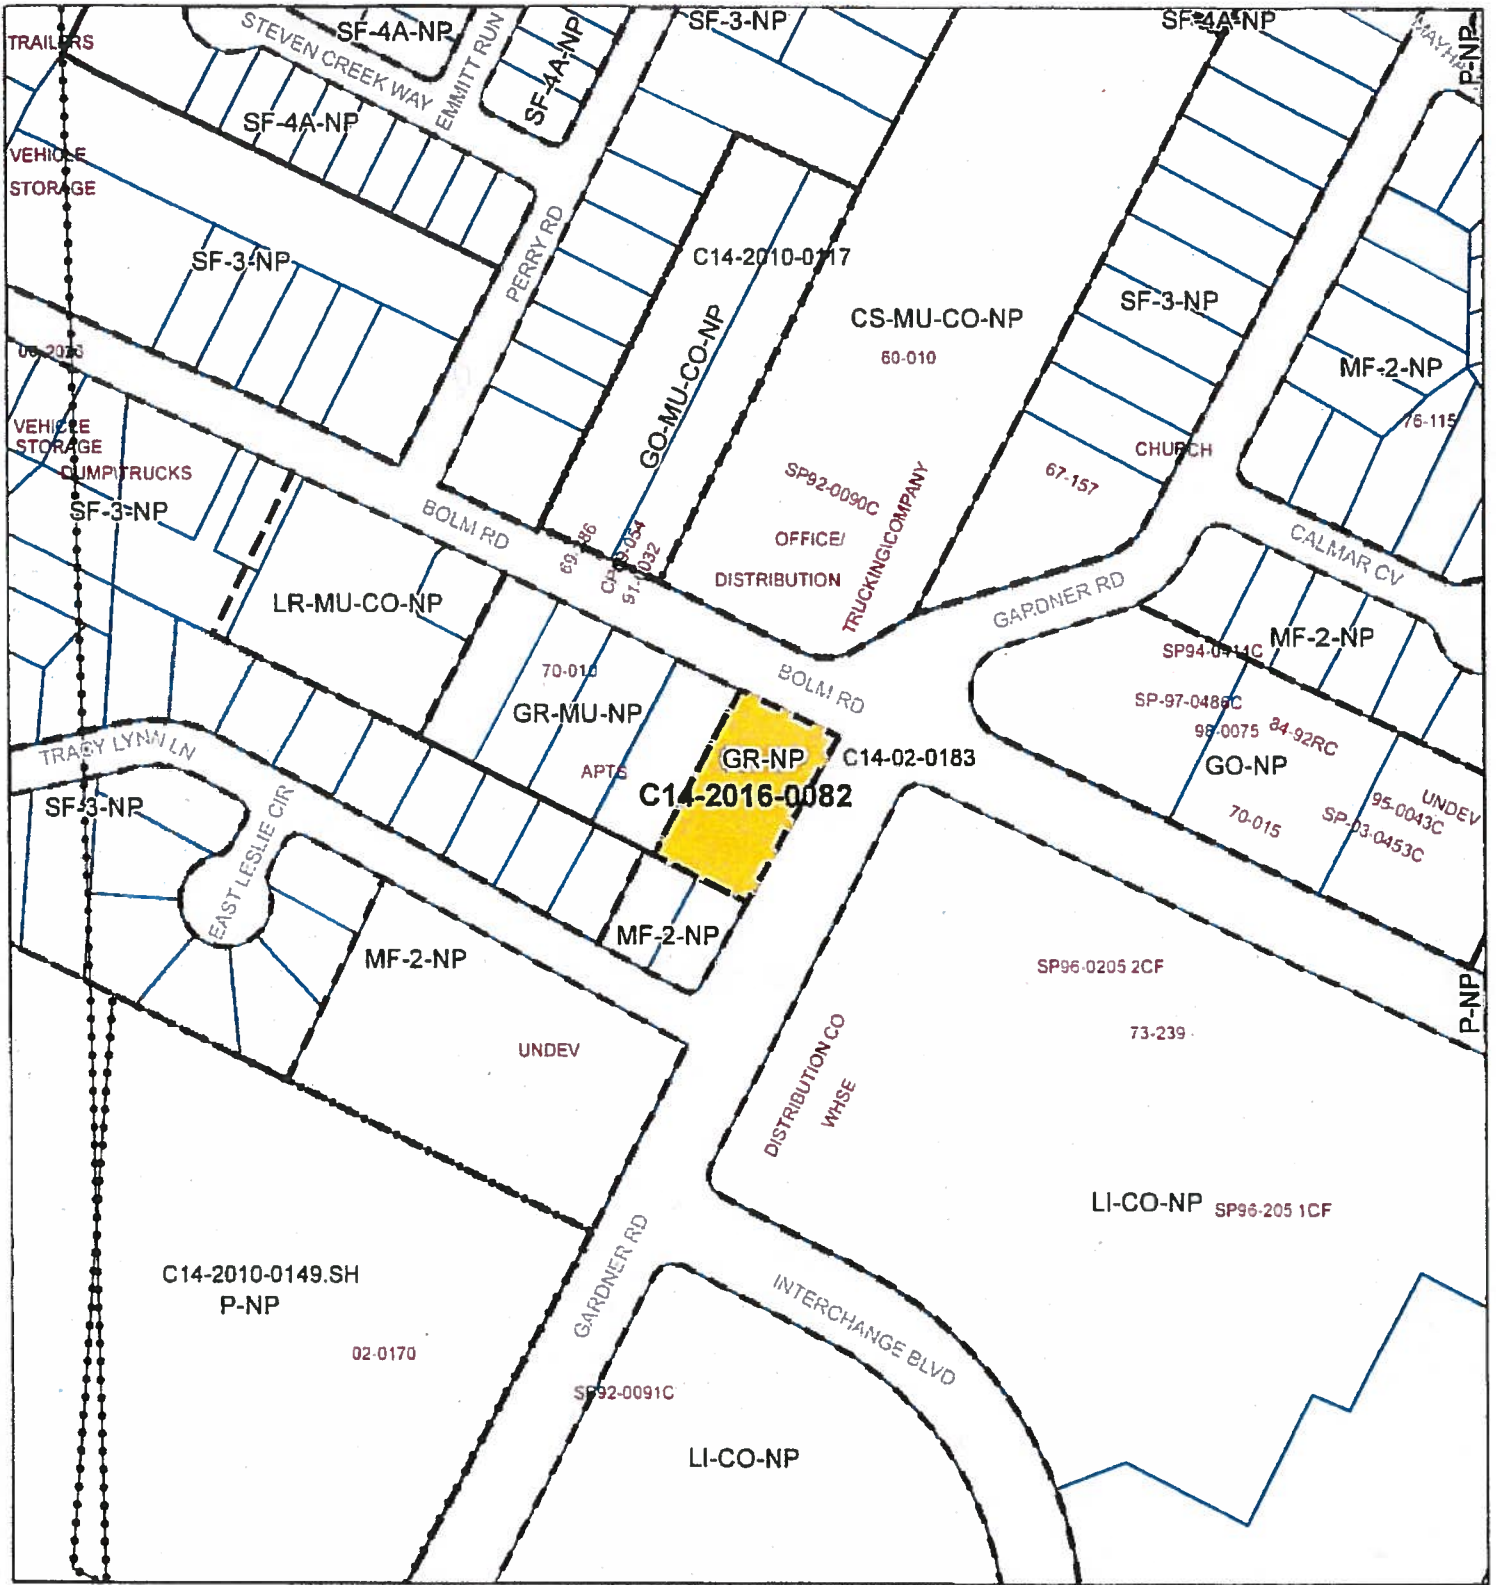 SF-3-NP
SF-4A-NP
SF-4A-NP
STEVEN CREEK WAY
EMMITT RUN
SF-4A-NP
P-NP
TRAILERS
SF-4A-NP
VEHICLE
STORAGE
PERRY RD
SF-3-NP
C14-2010-0117
SF-3-NP
CS-MU-CO-NP
60-010
GO-MU-CO-NP
MF-2-NP
76-115
VEHICLE
STORAGE
DUMP TRUCKS
SF-3-NP
CHURCH
67-157
SP92-0090C
TRUCKING COMPANY
OFFICE/
DISTRIBUTION
BOLM RD
CALMAR CV
GARDNER RD
LR-MU-CO-NP
MF-2-NP
SP94-0411C
70-010
GR-MU-NP
BOLM RD
SP-97-0486C
98-0075
84-92RC
GO-NP
TRACY LYNN LN
GR-NP
C14-02-0183
APTS
C14-2016-0082
SF-3-NP
EAST LESLIE CIR
70-015
95-0043C
UNDEV
SP-03-0453C
MF-2-NP
MF-2-NP
SP96-0205 2CF
P-NP
73-239
UNDEV
DISTRIBUTION CO
WHSE
LI-CO-NP
SP96-205 1CF
C14-2010-0149.SH
P-NP
GARDNER RD
INTERCHANGE BLVD
02-0170
SP92-0091C
LI-CO-NP